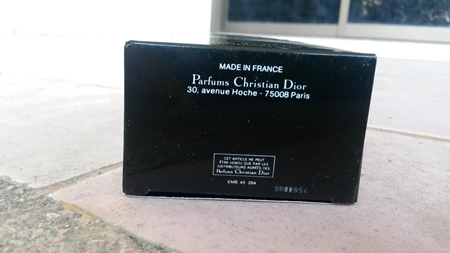 MADE IN FRANCE
Parfums Christian Dior
30, avenue Hoche - 75008 Paris
CET ARTICLE NE PEUT
ÊTRE VENDU QUE PAR LES
DISTRIBUTEURS AGRÉÉS DES
Parfums Christian Dior
EMB 45 284